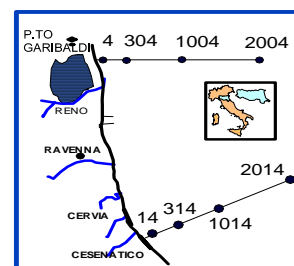 P.TO
GARIBALDI
4 304 1004 2004
RENO
RAVENNA
2014
CERVIA
14 314 1014
CESENATICO